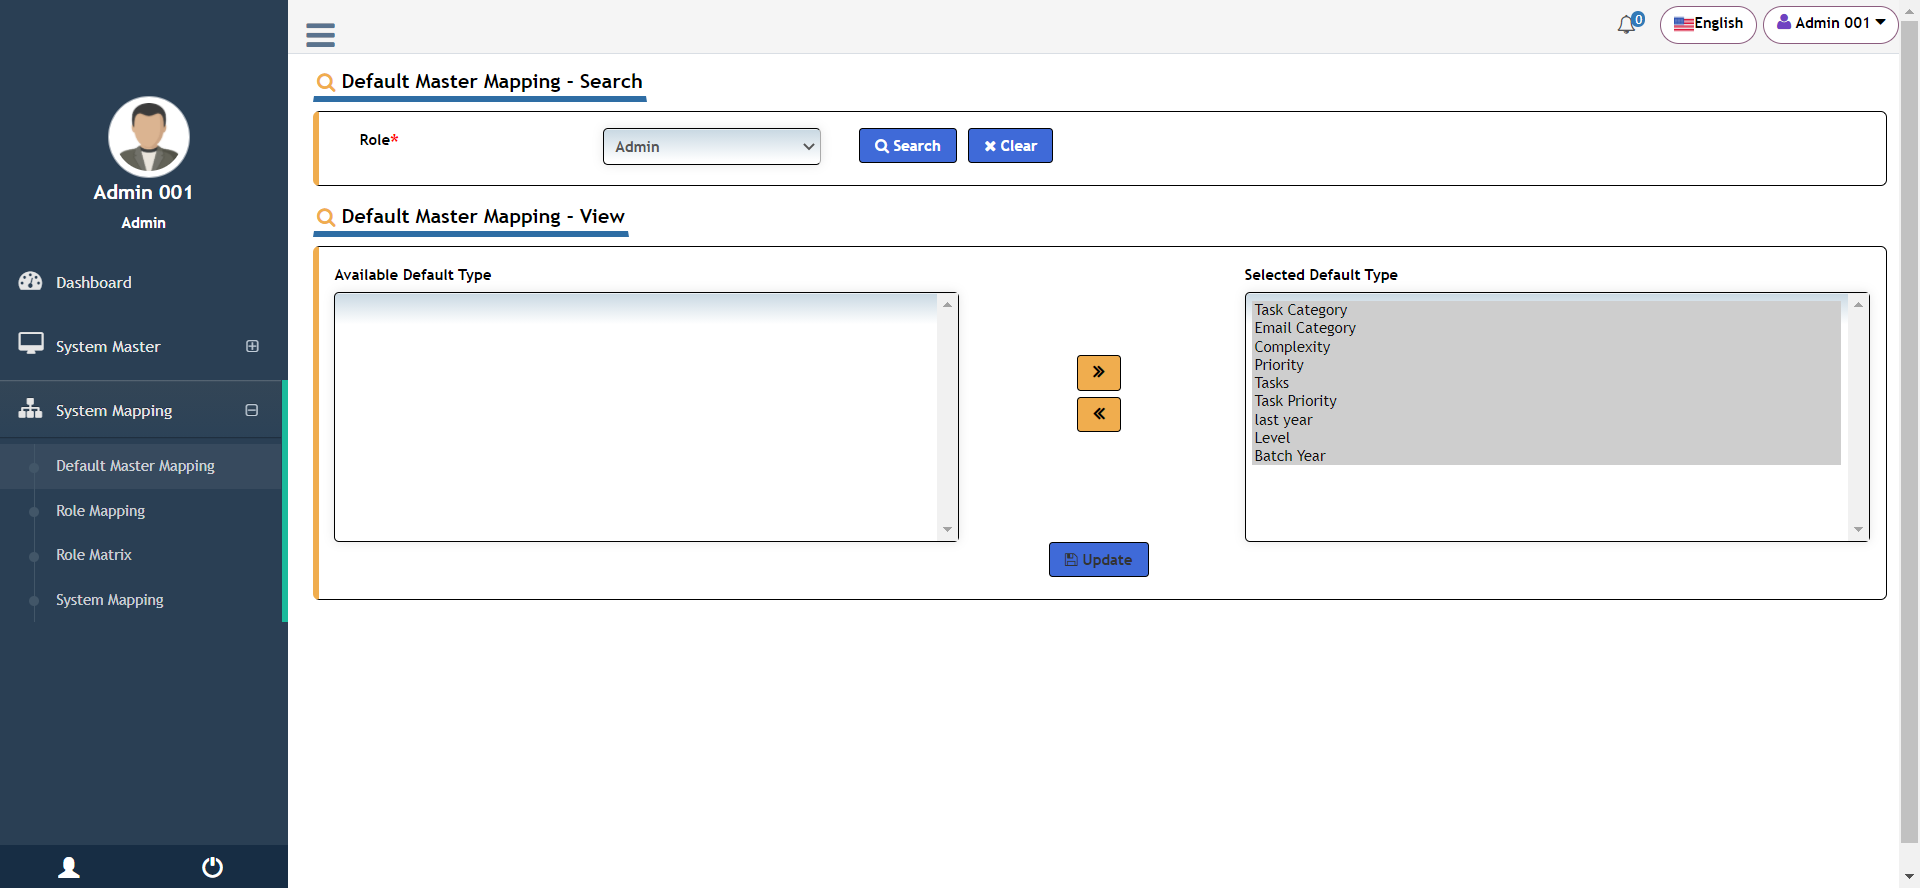 0
English
Admin 001
Admin 001
Admin
Dashboard
System Master
System Mapping
Default Master Mapping
Role Mapping
Role Matrix
System Mapping
Default Master Mapping - Search
Role*
Admin
Search
Clear
Default Master Mapping - View
Available Default Type
Selected Default Type
Task Category
Email Category
Complexity
Priority
Tasks
Task Priority
last year
Level
Batch Year
Update